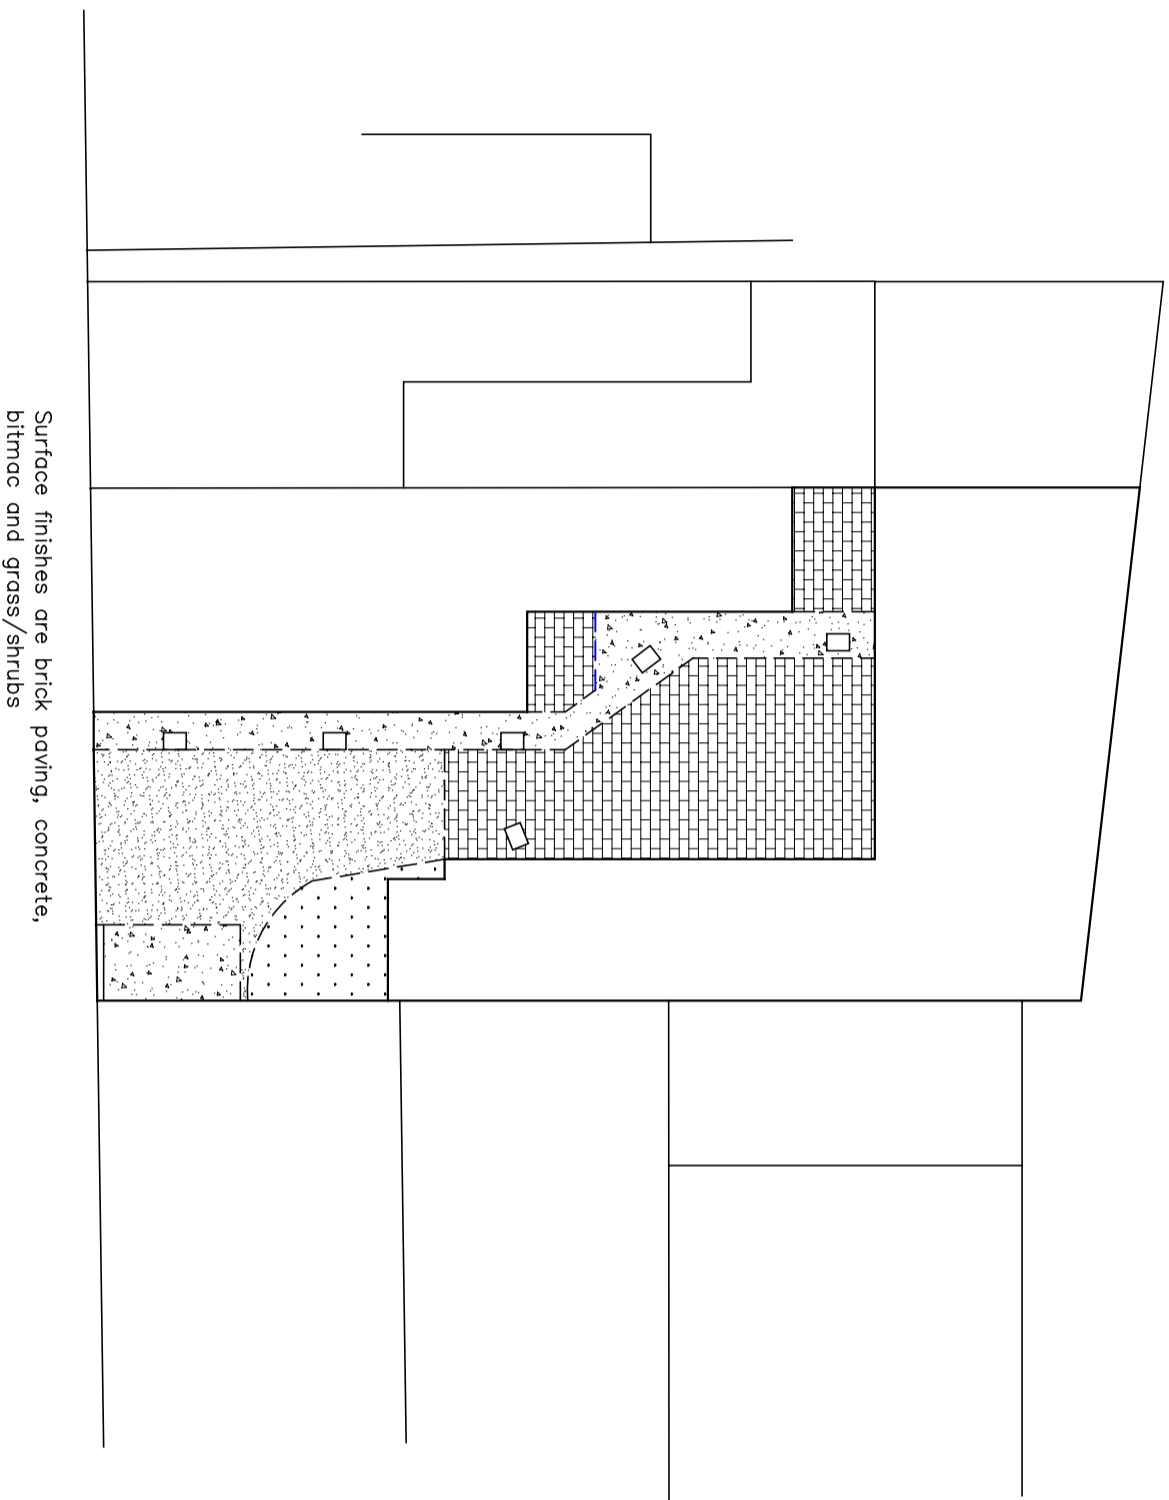 Surface finishes are brick paving, concrete,
bitmac and grass/shrubs